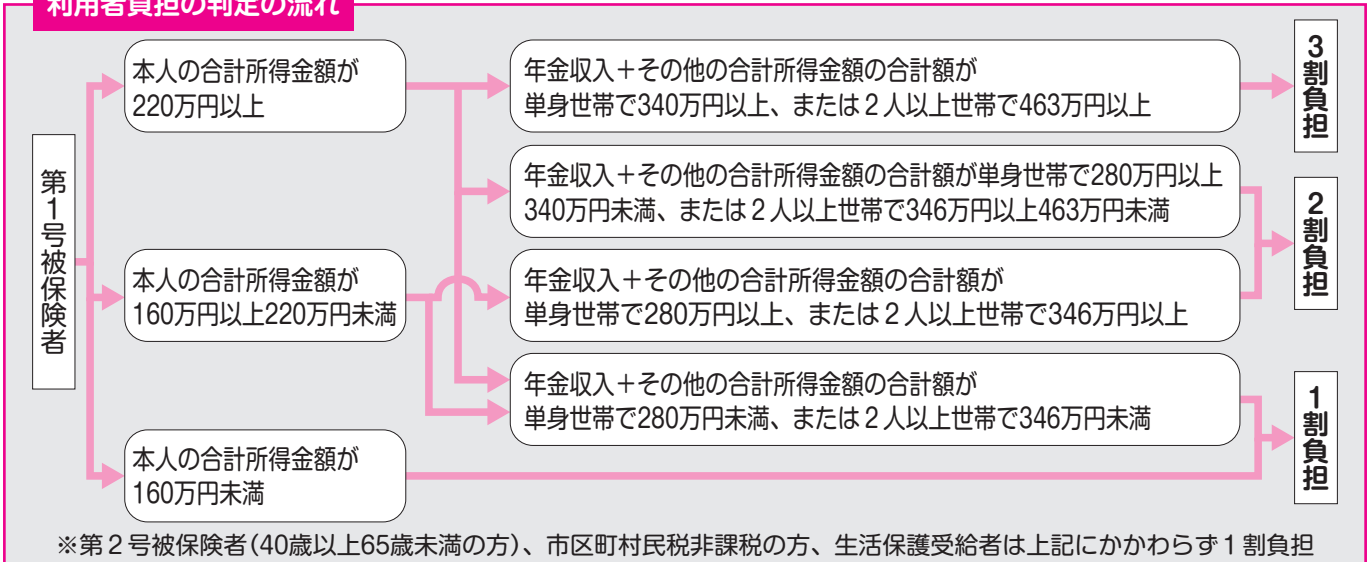 利用者負担の判定の流れ
第1号被保険者
本人の合計所得金額が
220万円以上
年金収入+その他の合計所得金額の合計額が
単身世帯で340万円以上、または2人以上世帯で463万円以上
3割負担
年金収入+その他の合計所得金額の合計額が単身世帯で280万円以上
340万円未満、または2人以上世帯で346万円以上463万円未満
2割負担
本人の合計所得金額が
160万円以上220万円未満
年金収入+その他の合計所得金額の合計額が
単身世帯で280万円以上、または2人以上世帯で346万円以上
年金収入+その他の合計所得金額の合計額が
単身世帯で280万円未満、または2人以上世帯で346万円未満
1割負担
本人の合計所得金額が
160万円未満
※第2号被保険者(40歳以上65歳未満の方)、市区町村民税非課税の方、生活保護受給者は上記にかかわらず1割負担